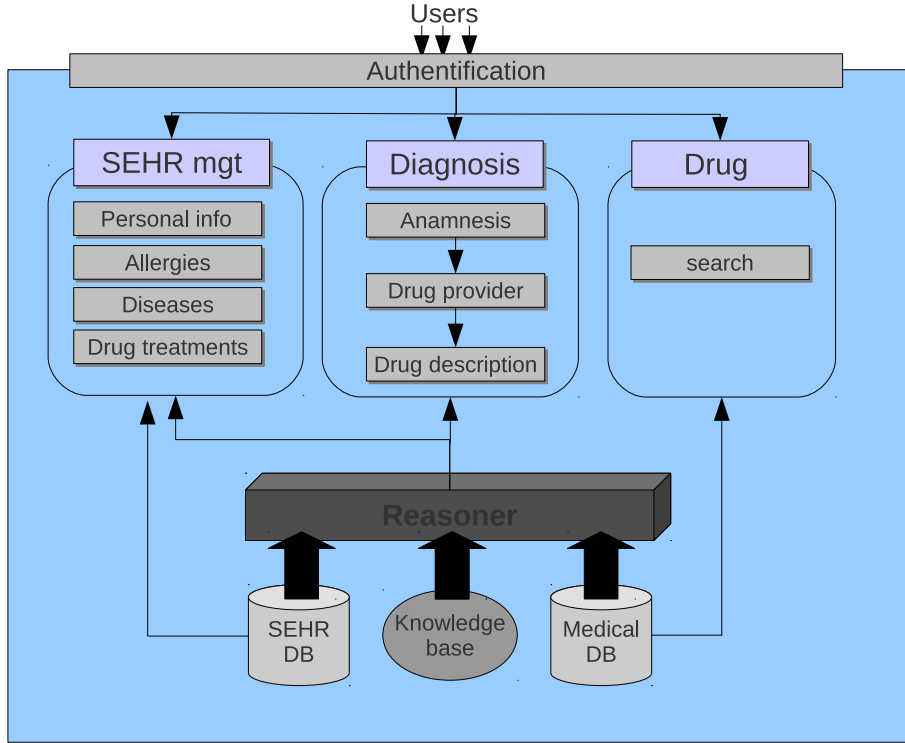 Users
Authentification
SEHR mgt
Personal info
Allergies
Diseases
Drug treatments
Diagnosis
Anamnesis
Drug provider
Drug description
Drug
search
Reasoner
SEHR
DB
Knowledge
base
Medical
DB